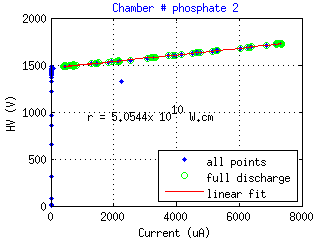 Chamber # phosphate 2
2000
1500
1000
500
0
HV (V)
r = 5.0544x 10^10 W.cm
all points
full discharge
linear fit
0 2000 4000 6000 8000
Current (uA)